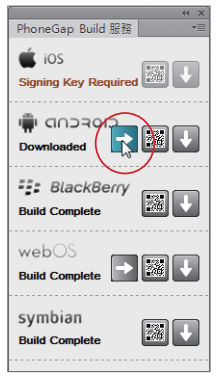 PhoneGap Build 服務
iOS
Signing Key Required
android
Downloaded
BlackBerry
Build Complete
webOS
Build Complete
symbian
Build Complete